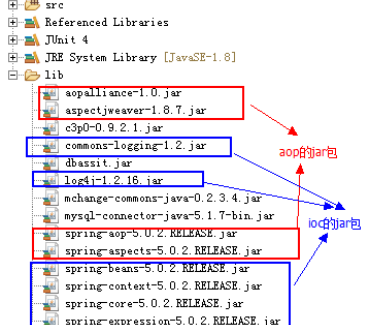 src
Referenced Libraries
JUnit 4
JRE System Library [JavaSE-1.8]
lib
aopalliance-1.0.jar
aspectjweaver-1.8.7.jar
c3p0-0.9.2.1.jar
commons-logging-1.2.jar
aop的jar包
dbassit.jar
log4j-1.2.16.jar
mchange-commons-java-0.2.3.4.jar
mysql-connector-java-5.1.7-bin.jar
ioc的jar包
spring-aop-5.0.2.RELEASE.jar
spring-aspects-5.0.2.RELEASE.jar
spring-beans-5.0.2.RELEASE.jar
spring-context-5.0.2.RELEASE.jar
spring-core-5.0.2.RELEASE.jar
spring-expression-5.0.2.RELEASE.jar